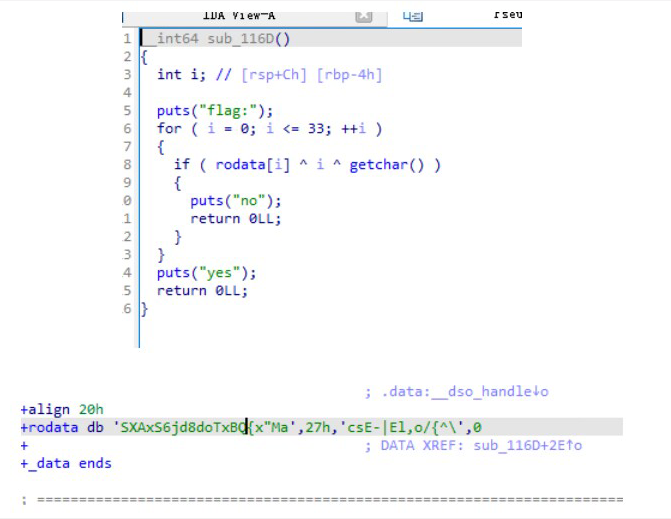 IDA View-A
1 __int64 sub_116D()
2 {
3 int i; // [rsp+Ch] [rbp-4h]
4
5 puts("flag:");
6 for ( i = 0; i <= 33; ++i )
7 {
8 if ( rodata[i] ^ i ^ getchar() )
9 {
0 puts("no");
1 return 0LL;
2 }
3 }
4 puts("yes");
5 return 0LL;
6 }
; .data:__dso_handle↓o
+align 20h
+rodata db 'SXAxS6jd8doTxBQ{x"Ma',27h,'csE-|El,o/{^\',0
+ ; DATA XREF: sub_116D+2E↑o
+_data ends
; ==========================================================================